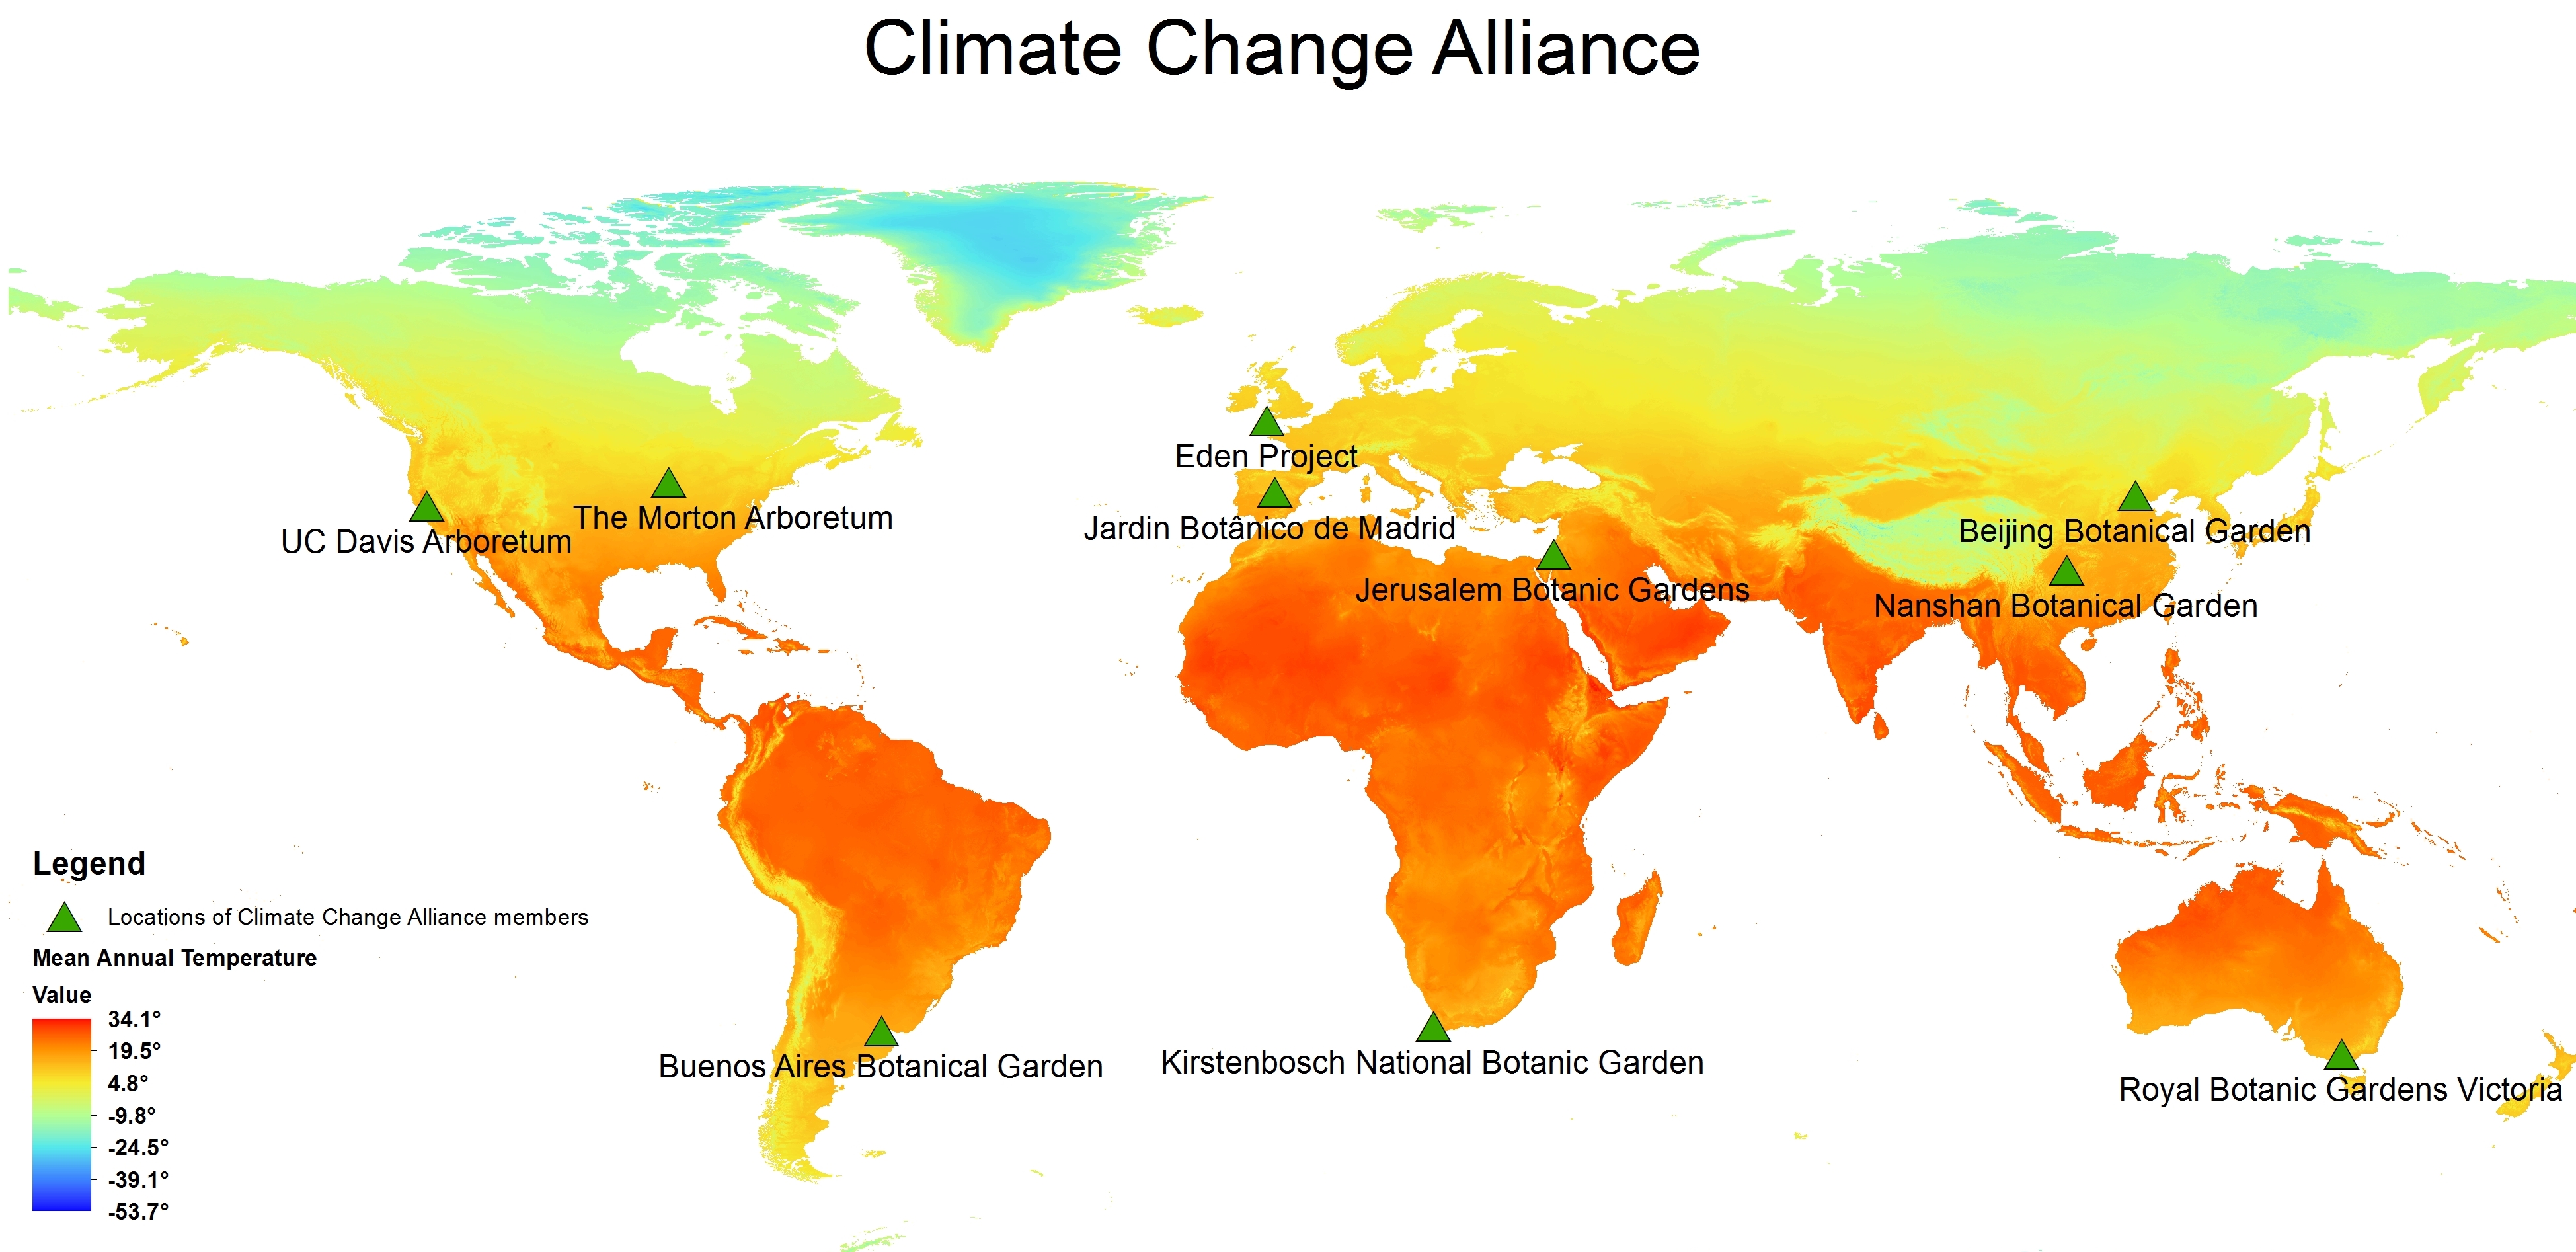 Climate Change Alliance
Eden Project
The Morton Arboretum
UC Davis Arboretum
Jardin Botânico de Madrid
Beijing Botanical Garden
Jerusalem Botanic Gardens
Nanshan Botanical Garden
Buenos Aires Botanical Garden
Kirstenbosch National Botanic Garden
Royal Botanic Gardens Victoria
Legend
Locations of Climate Change Alliance members
Mean Annual Temperature
Value
34.1°
19.5°
4.8°
-9.8°
-24.5°
-39.1°
-53.7°